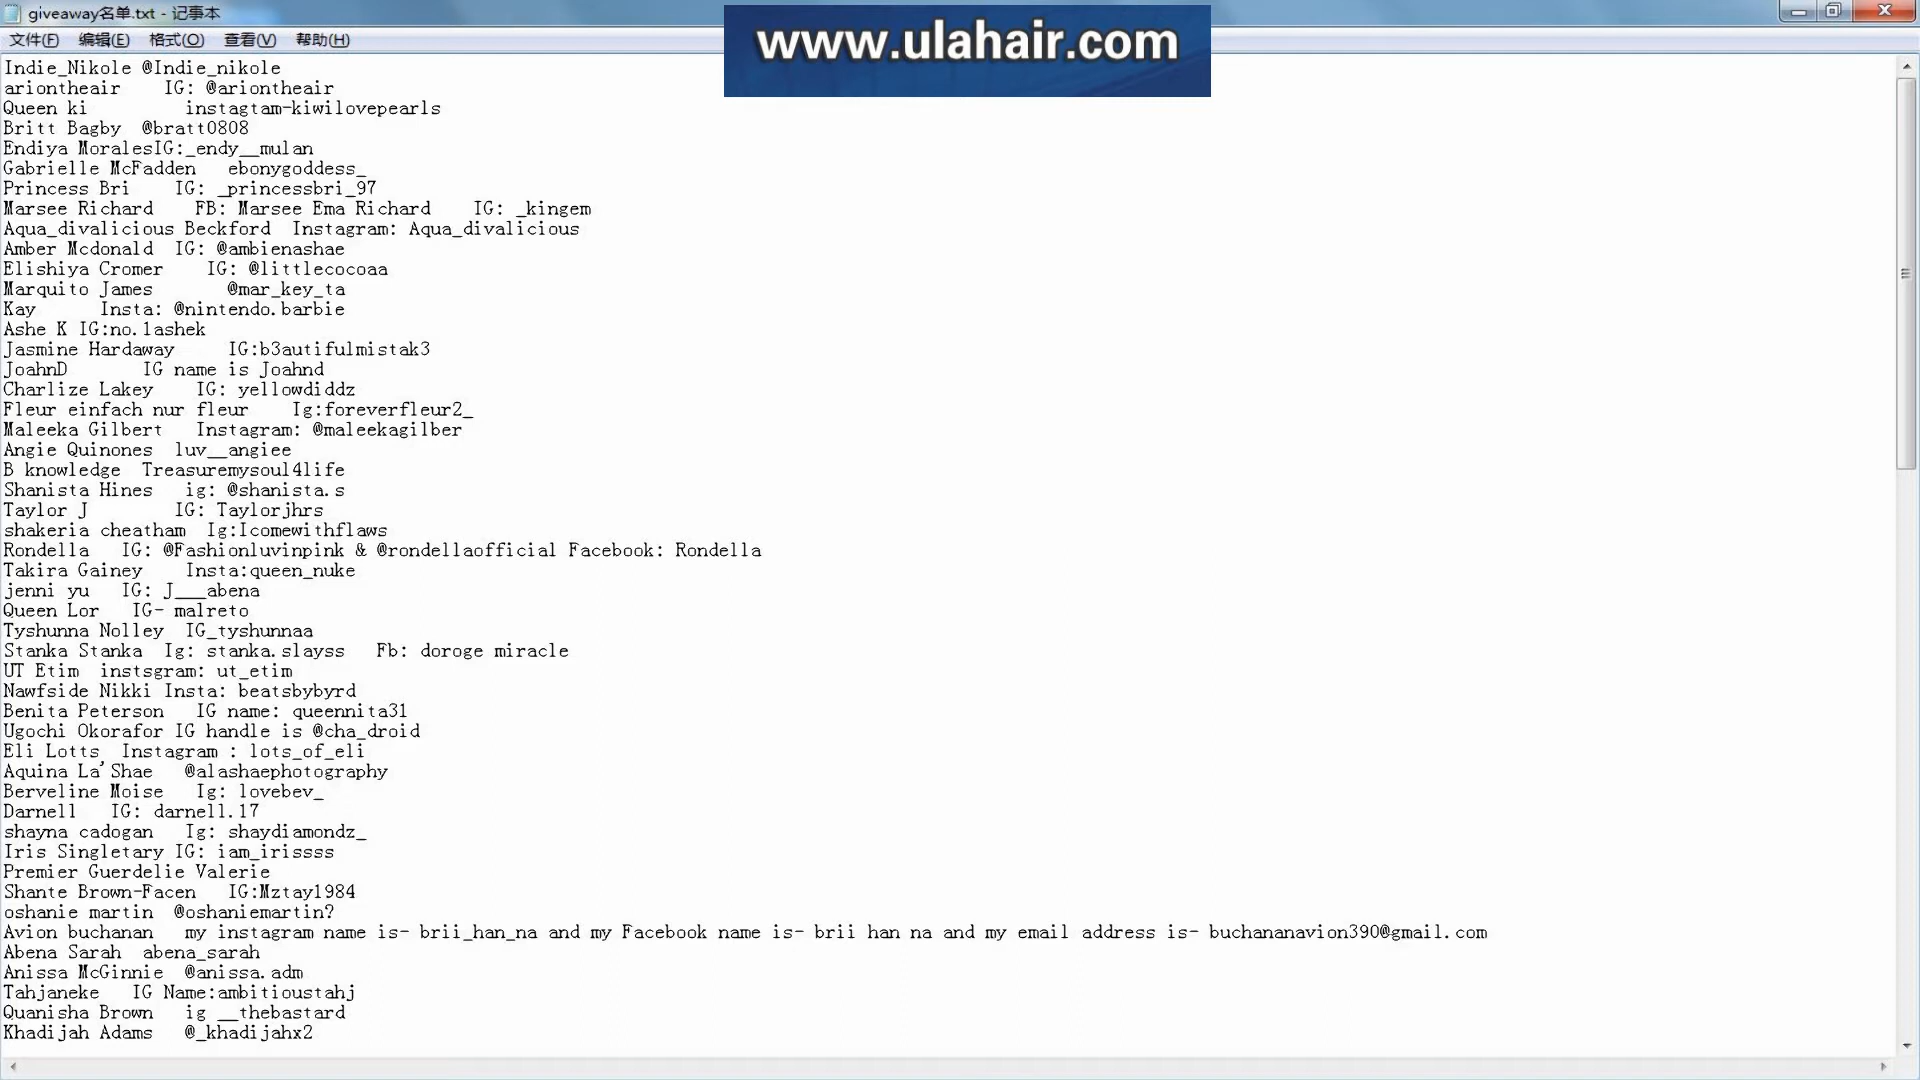 giveaway名单.txt - 记事本
文件(F) 编辑(E) 格式(O) 查看(V) 帮助(H)
www.ulahair.com
Indie_Nikole @Indie_nikole
ariontheair IG: @ariontheair
Queen ki instagtam-kiwilovepearls
Britt Bagby @bratt0808
Endiya MoralesIG:_endy__mulan
Gabrielle McFadden ebonygoddess_
Princess Bri IG: _princessbri_97
Marsee Richard FB: Marsee Ema Richard IG: _kingem
Aqua_divalicious Beckford Instagram: Aqua_divalicious
Amber Mcdonald IG: @ambienashae
Elishiya Cromer IG: @littlecocoaa
Marquito James @mar_key_ta
Kay Insta: @nintendo.barbie
Ashe K IG:no.1ashek
Jasmine Hardaway IG:b3autifulmistak3
JoahnD IG name is Joahnd
Charlize Lakey IG: yellowdiddz
Fleur einfach nur fleur Ig:foreverfleur2_
Maleeka Gilbert Instagram: @maleekagilber
Angie Quinones luv__angiee
B knowledge Treasuremysoul4life
Shanista Hines ig: @shanista.s
Taylor J IG: Taylorjhrs
shakeria cheatham Ig:Icomewithflaws
Rondella IG: @Fashionluvinpink & @rondellaofficial Facebook: Rondella
Takira Gainey Insta:queen_nuke
jenni yu IG: J___abena
Queen Lor IG- malreto
Tyshunna Nolley IG_tyshunnaa
Stanka Stanka Ig: stanka.slayss Fb: doroge miracle
UT Etim instsgram: ut_etim
Nawfside Nikki Insta: beatsbybyrd
Benita Peterson IG name: queennita31
Ugochi Okorafor IG handle is @cha_droid
Eli Lotts Instagram : lots_of_eli
Aquina La'Shae @alashaephotography
Berveline Moise Ig: lovebev_
Darnell IG: darnell.17
shayna cadogan Ig: shaydiamondz_
Iris Singletary IG: iam_irissss
Premier Guerdelie Valerie
Shante Brown-Facen IG:Mztay1984
oshanie martin @oshaniemartin?
Avion buchanan my instagram name is- brii_han_na and my Facebook name is- brii han na and my email address is- buchananavion390@gmail.com
Abena Sarah abena_sarah
Anissa McGinnie @anissa.adm
Tahjaneke IG Name:ambitioustahj
Quanisha Brown ig __thebastard
Khadijah Adams @_khadijahx2